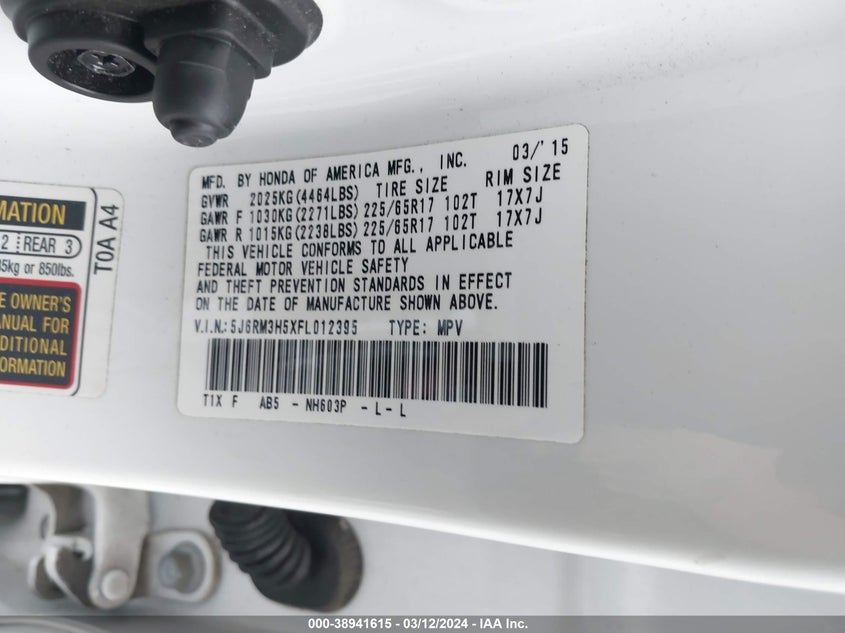 MFD. BY HONDA OF AMERICA MFG., INC. 03/'15
GVWR 2025KG(4464LBS) TIRE SIZE RIM SIZE
GAWR F 1030KG(2271LBS) 225/65R17 102T 17X7J
GAWR R 1015KG(2238LBS) 225/65R17 102T 17X7J
THIS VEHICLE CONFORMS TO ALL APPLICABLE
FEDERAL MOTOR VEHICLE SAFETY
AND THEFT PREVENTION STANDARDS IN EFFECT
ON THE DATE OF MANUFACTURE SHOWN ABOVE.
V.I.N.: 5J6RM3H5XFL012395 TYPE: MPV
T1X F AB5 - NH603P - L - L
MATION
2 REAR 3
5kg or 850lbs.
T0A A4
E OWNER'S
ANUAL FOR
DITIONAL
FORMATION
000-38941615 - 03/12/2024 - IAA Inc.